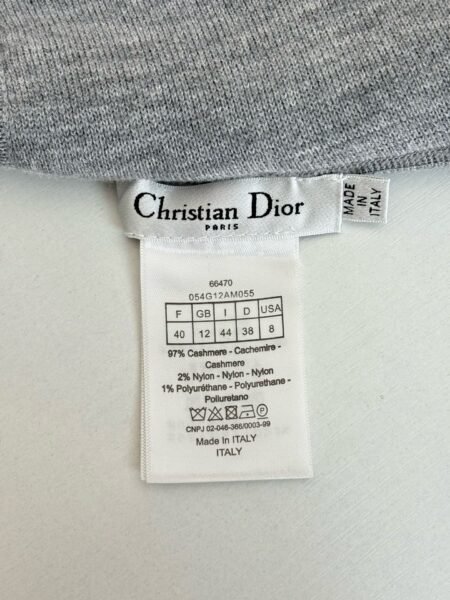 Christian Dior
PARIS
MADE
IN
ITALY
66470
054G12AM055
F GB I D USA
40 12 44 38 8
97% Cashmere - Cachemire -
Cashmere
2% Nylon - Nylon - Nylon
1% Polyuréthane - Polyurethane -
Poliuretano
CNPJ 02-046-366/0003-99
Made In ITALY
ITALY